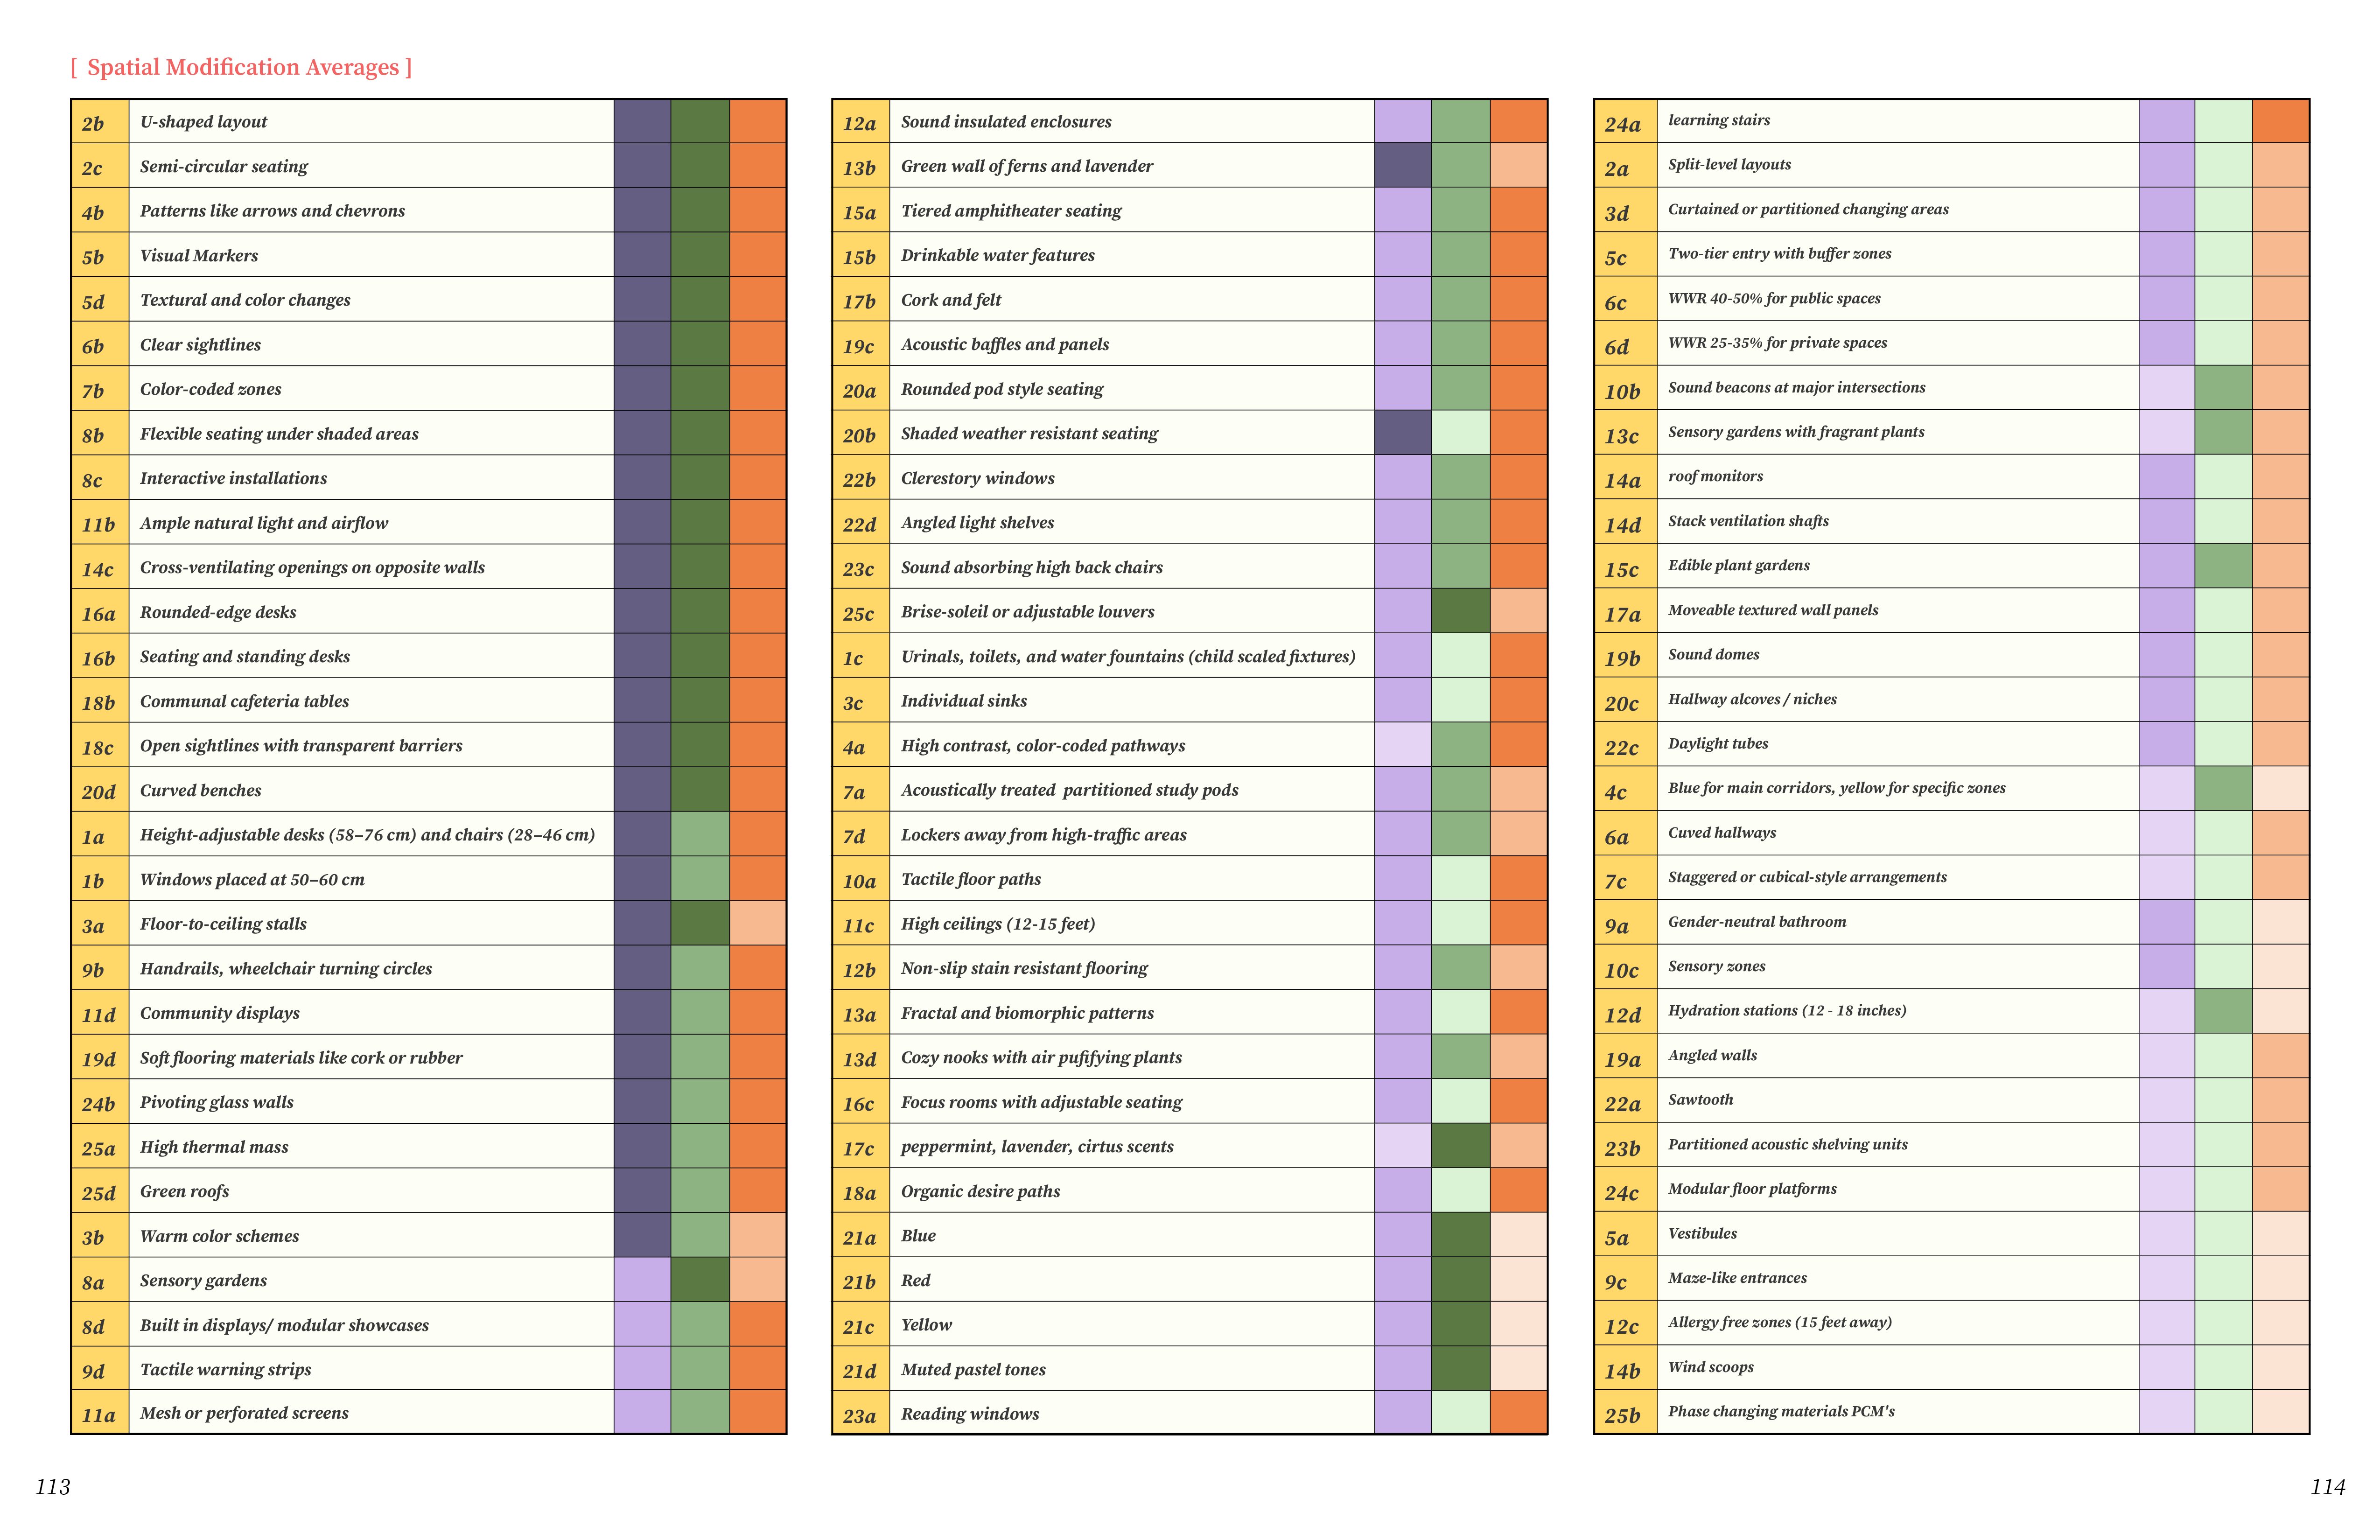 [ Spatial Modification Averages ]
2b U-shaped layout
2c Semi-circular seating
4b Patterns like arrows and chevrons
5b Visual Markers
5d Textural and color changes
6b Clear sightlines
7b Color-coded zones
8b Flexible seating under shaded areas
8c Interactive installations
11b Ample natural light and airflow
14c Cross-ventilating openings on opposite walls
16a Rounded-edge desks
16b Seating and standing desks
18b Communal cafeteria tables
18c Open sightlines with transparent barriers
20d Curved benches
1a Height-adjustable desks (58–76 cm) and chairs (28–46 cm)
1b Windows placed at 50–60 cm
3a Floor-to-ceiling stalls
9b Handrails, wheelchair turning circles
11d Community displays
19d Soft flooring materials like cork or rubber
24b Pivoting glass walls
25a High thermal mass
25d Green roofs
3b Warm color schemes
8a Sensory gardens
8d Built in displays/ modular showcases
9d Tactile warning strips
11a Mesh or perforated screens
12a Sound insulated enclosures
13b Green wall of ferns and lavender
15a Tiered amphitheater seating
15b Drinkable water features
17b Cork and felt
19c Acoustic baffles and panels
20a Rounded pod style seating
20b Shaded weather resistant seating
22b Clerestory windows
22d Angled light shelves
23c Sound absorbing high back chairs
25c Brise-soleil or adjustable louvers
1c Urinals, toilets, and water fountains (child scaled fixtures)
3c Individual sinks
4a High contrast, color-coded pathways
7a Acoustically treated  partitioned study pods
7d Lockers away from high-traffic areas
10a Tactile floor paths
11c High ceilings (12-15 feet)
12b Non-slip stain resistant flooring
13a Fractal and biomorphic patterns
13d Cozy nooks with air pufifying plants
16c Focus rooms with adjustable seating
17c peppermint, lavender, cirtus scents
18a Organic desire paths
21a Blue
21b Red
21c Yellow
21d Muted pastel tones
23a Reading windows
24a learning stairs
2a Split-level layouts
3d Curtained or partitioned changing areas
5c Two-tier entry with buffer zones
6c WWR 40-50% for public spaces
6d WWR 25-35% for private spaces
10b Sound beacons at major intersections
13c Sensory gardens with fragrant plants
14a roof monitors
14d Stack ventilation shafts
15c Edible plant gardens
17a Moveable textured wall panels
19b Sound domes
20c Hallway alcoves / niches
22c Daylight tubes
4c Blue for main corridors, yellow for specific zones
6a Cuved hallways
7c Staggered or cubical-style arrangements
9a Gender-neutral bathroom
10c Sensory zones
12d Hydration stations (12 - 18 inches)
19a Angled walls
22a Sawtooth
23b Partitioned acoustic shelving units
24c Modular floor platforms
5a Vestibules
9c Maze-like entrances
12c Allergy free zones (15 feet away)
14b Wind scoops
25b Phase changing materials PCM's
113
114